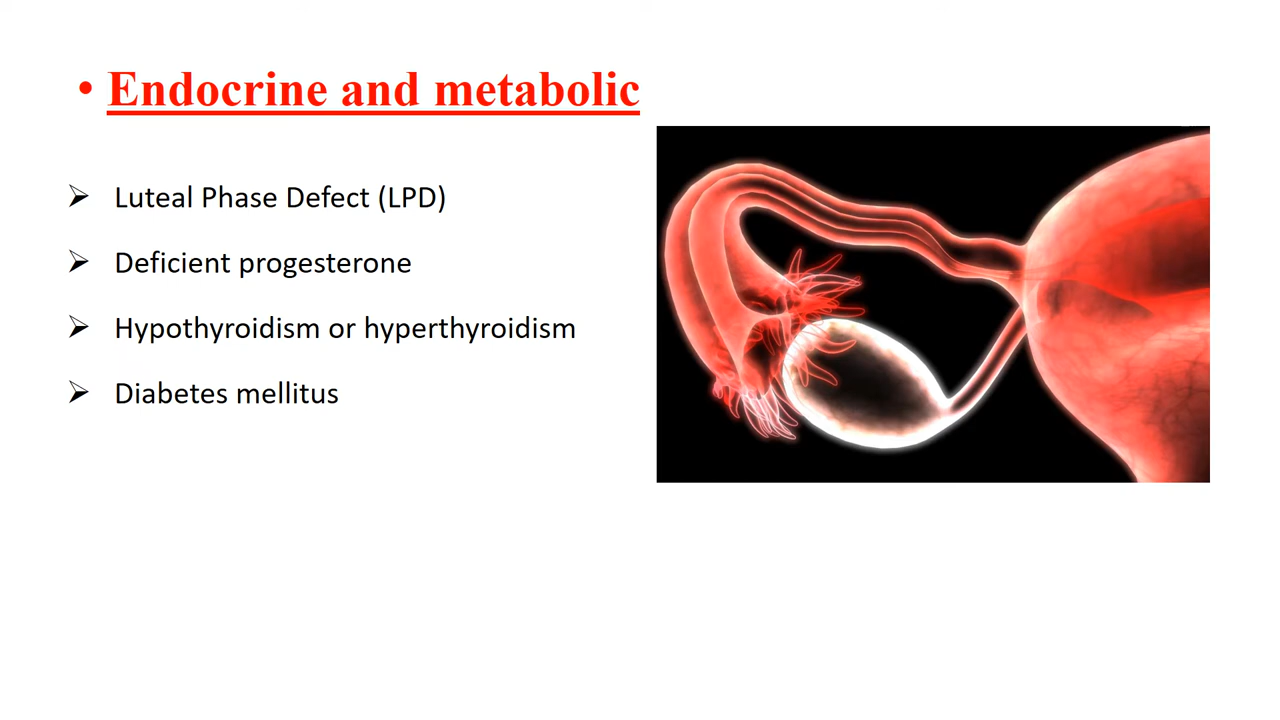 • Endocrine and metabolic
➢ Luteal Phase Defect (LPD)
➢ Deficient progesterone
➢ Hypothyroidism or hyperthyroidism
➢ Diabetes mellitus